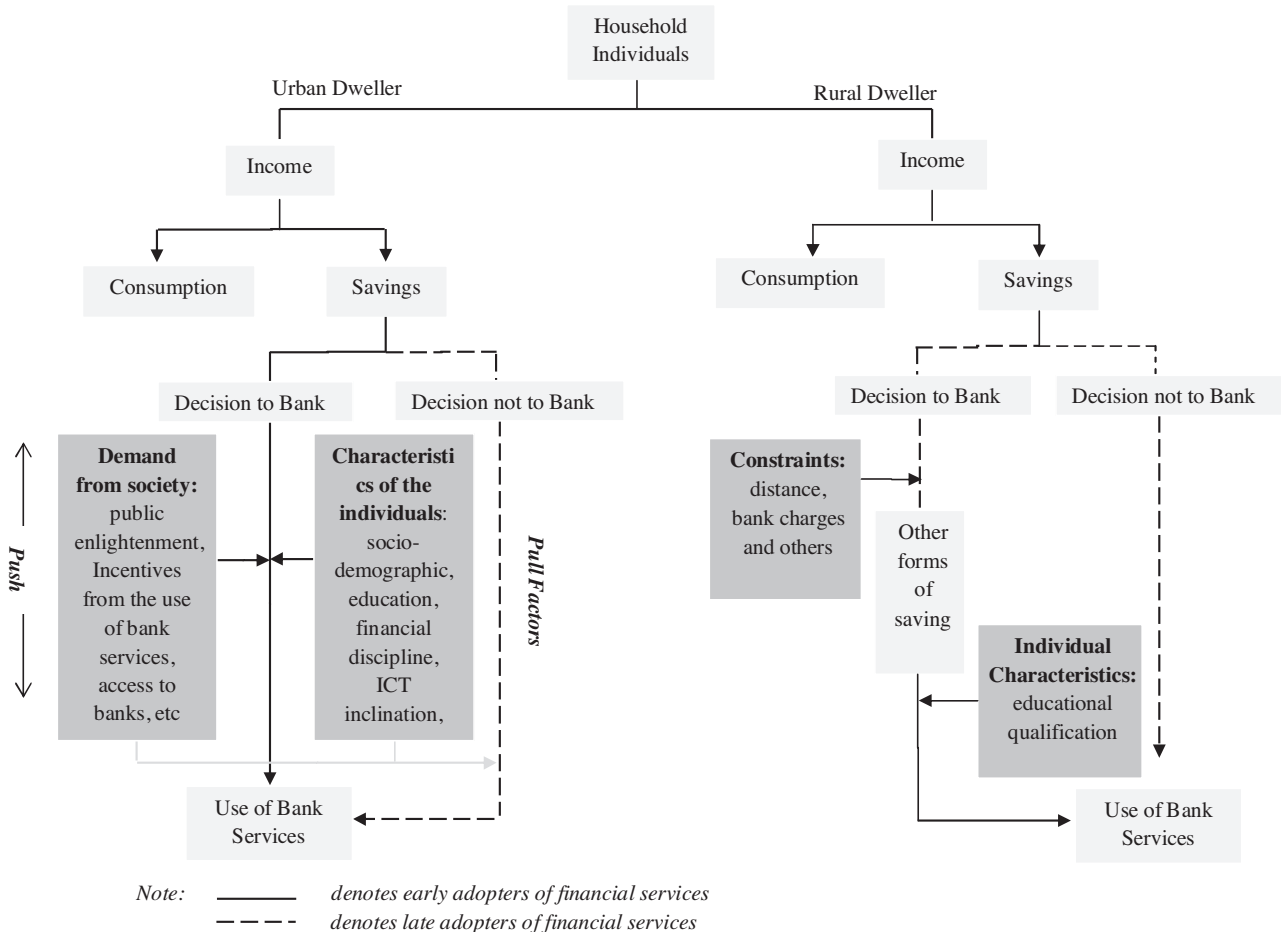 Household
Individuals
Urban Dweller
Rural Dweller
Income
Consumption
Savings
Decision to Bank
Decision not to Bank
Push
Demand
from society:
public
enlightenment,
Incentives
from the use
of bank
services,
access to
banks, etc
Characteristi
cs of the
individuals:
socio-
demographic,
education,
financial
discipline,
ICT
inclination,
Pull Factors
Use of Bank
Services
Income
Consumption
Savings
Decision to Bank
Decision not to Bank
Constraints:
distance,
bank charges
and others
Other
forms
of
saving
Individual
Characteristics:
educational
qualification
Use of Bank
Services
Note:
denotes early adopters of financial services
denotes late adopters of financial services